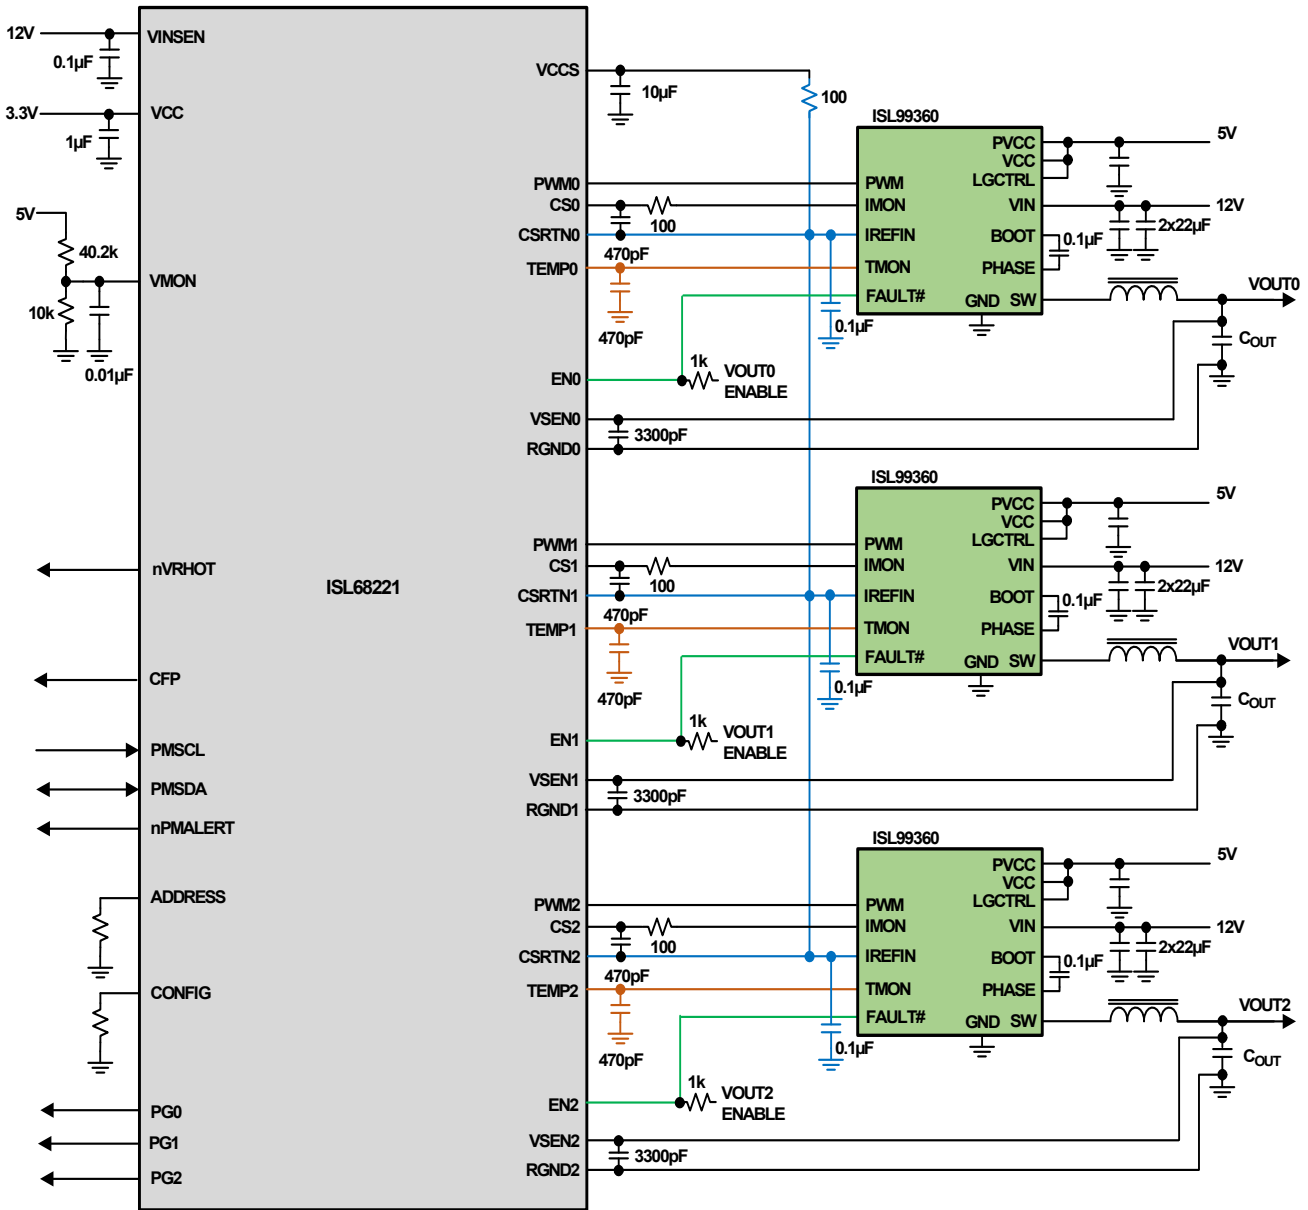 12V
VINSEN
0.1µF
3.3V
VCC
1µF
5V
40.2k
VMON
10k
0.01µF
nVRHOT
CFP
PMSCL
PMSDA
nPMALERT
ADDRESS
CONFIG
PG0
PG1
PG2
ISL68221
VCCS
10µF
100
PWM0
CS0
100
CSRTN0
470pF
TEMP0
470pF
0.1µF
EN0
1k
VOUT0
ENABLE
VSEN0
3300pF
RGND0
ISL99360
PWM
IMON
IREFIN
TMON
FAULT#
PVCC
VCC
LGCTRL
VIN
BOOT
PHASE
GND SW
5V
12V
2x22µF
0.1µF
VOUT0
COUT
PWM1
CS1
100
CSRTN1
470pF
TEMP1
470pF
0.1µF
EN1
1k
VOUT1
ENABLE
VSEN1
3300pF
RGND1
ISL99360
PWM
IMON
IREFIN
TMON
FAULT#
PVCC
VCC
LGCTRL
VIN
BOOT
PHASE
GND SW
5V
12V
2x22µF
0.1µF
VOUT1
COUT
PWM2
CS2
100
CSRTN2
470pF
TEMP2
470pF
0.1µF
EN2
1k
VOUT2
ENABLE
VSEN2
3300pF
RGND2
ISL99360
PWM
IMON
IREFIN
TMON
FAULT#
PVCC
VCC
LGCTRL
VIN
BOOT
PHASE
GND SW
5V
12V
2x22µF
0.1µF
VOUT2
COUT